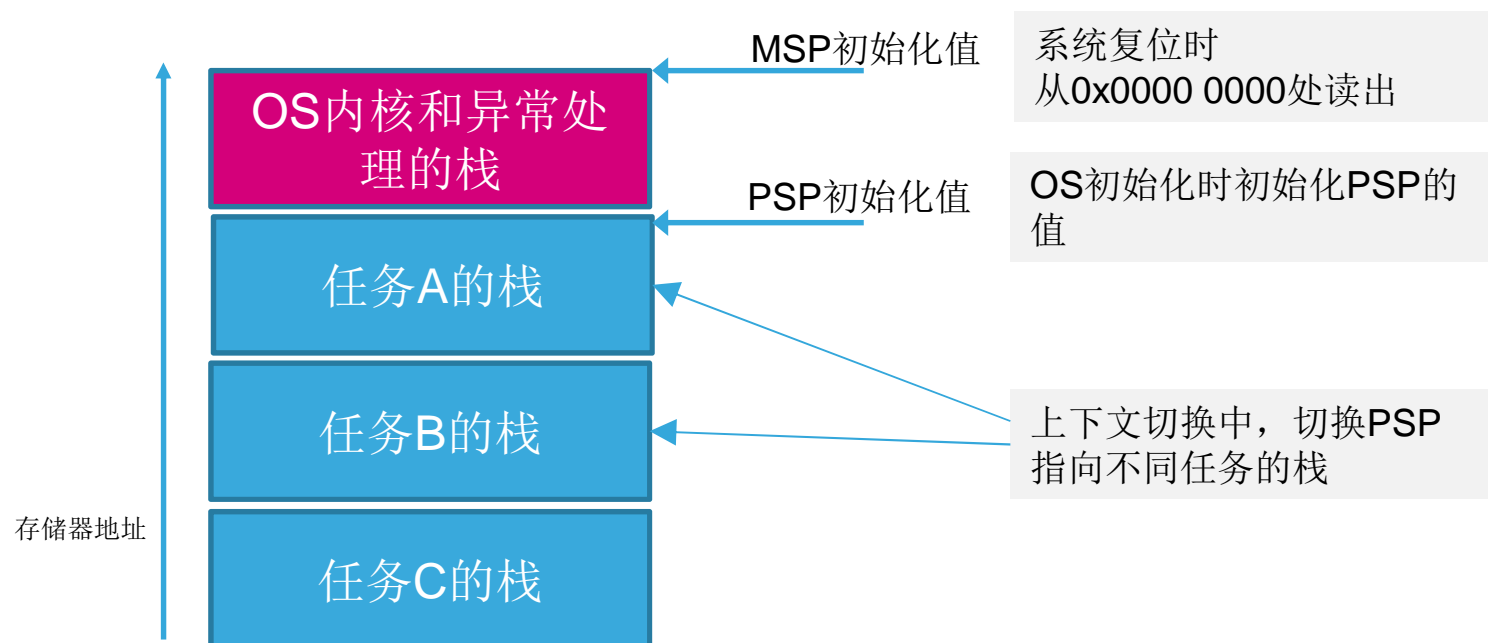 MSP初始化值
系统复位时
从0x0000 0000处读出
OS内核和异常处
理的栈
PSP初始化值
OS初始化时初始化PSP的
值
任务A的栈
任务B的栈
上下文切换中，切换PSP
指向不同任务的栈
存储器地址
任务C的栈